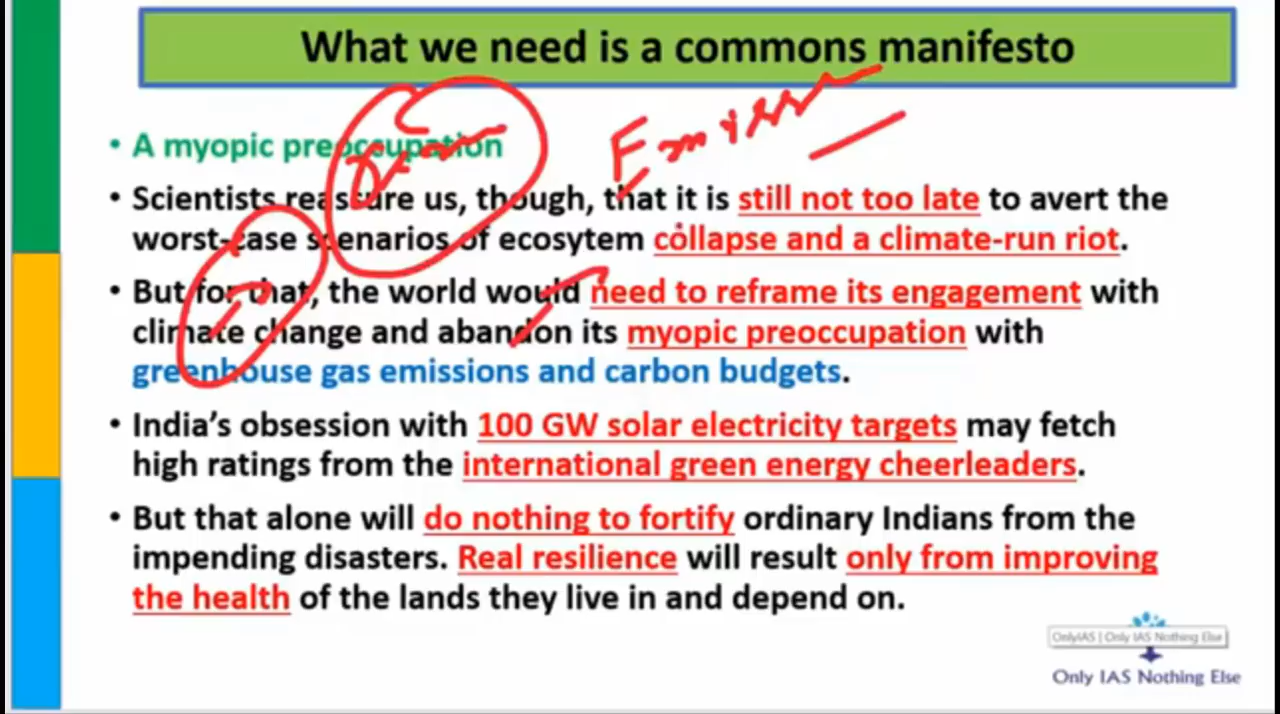 What we need is a commons manifesto
• A myopic preoccupation
• Scientists reassure us, though, that it is still not too late to avert the
worst-case scenarios of ecosytem collapse and a climate-run riot.
• But for that, the world would need to reframe its engagement with
climate change and abandon its myopic preoccupation with
greenhouse gas emissions and carbon budgets.
• India's obsession with 100 GW solar electricity targets may fetch
high ratings from the international green energy cheerleaders.
• But that alone will do nothing to fortify ordinary Indians from the
impending disasters. Real resilience will result only from improving
the health of the lands they live in and depend on.
OnlyIAS | Only IAS Nothing Else
Only IAS Nothing Else